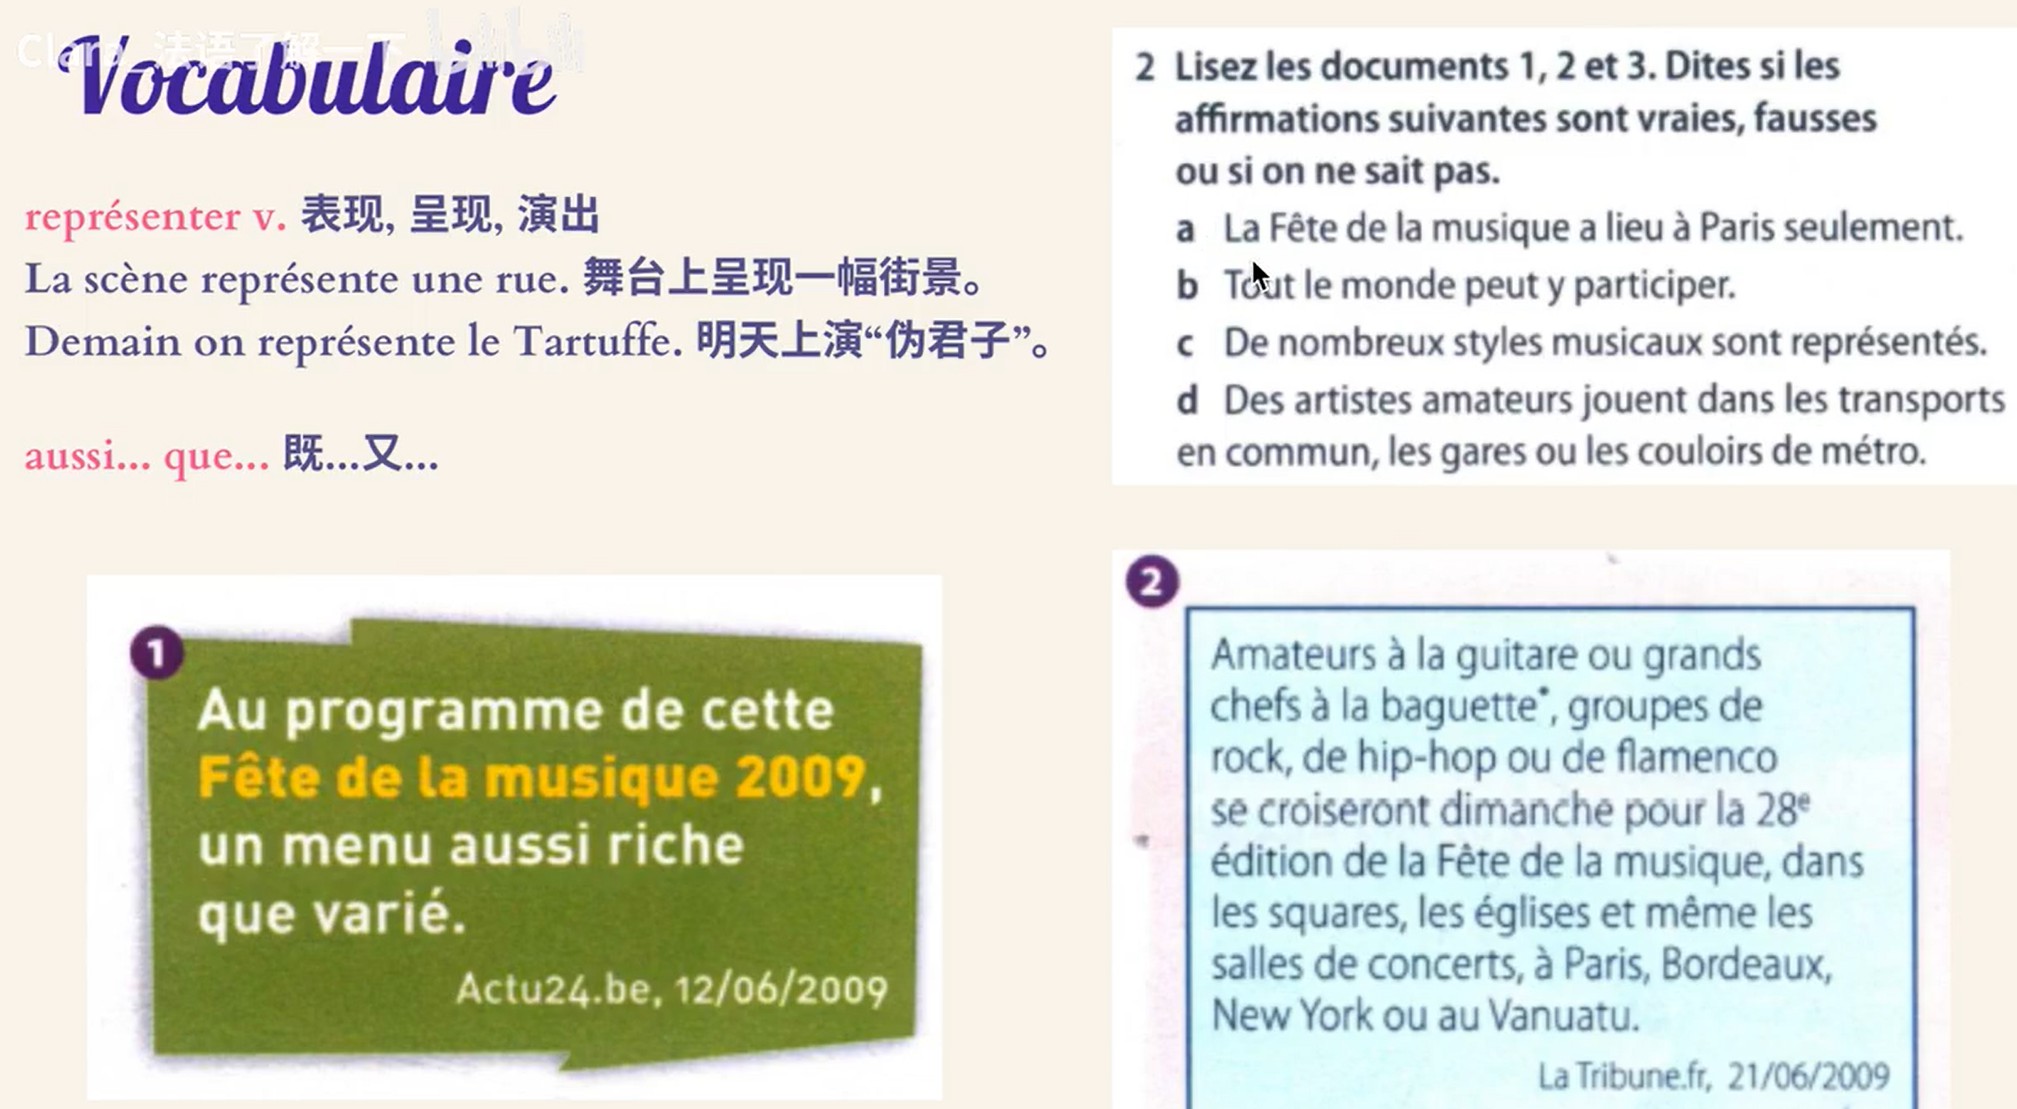 Clara_法语了解一下 bilibili
Vocabulaire
représenter v. 表现, 呈现, 演出
La scène représente une rue. 舞台上呈现一幅街景。
Demain on représente le Tartuffe. 明天上演“伪君子”。
aussi... que... 既...又...
2 Lisez les documents 1, 2 et 3. Dites si les
affirmations suivantes sont vraies, fausses
ou si on ne sait pas.
a La Fête de la musique a lieu à Paris seulement.
b Tout le monde peut y participer.
c De nombreux styles musicaux sont représentés.
d Des artistes amateurs jouent dans les transports
en commun, les gares ou les couloirs de métro.
1
Au programme de cette
Fête de la musique 2009,
un menu aussi riche
que varié.
Actu24.be, 12/06/2009
2
Amateurs à la guitare ou grands
chefs à la baguette*, groupes de
rock, de hip-hop ou de flamenco
se croiseront dimanche pour la 28e
édition de la Fête de la musique, dans
les squares, les églises et même les
salles de concerts, à Paris, Bordeaux,
New York ou au Vanuatu.
La Tribune.fr, 21/06/2009